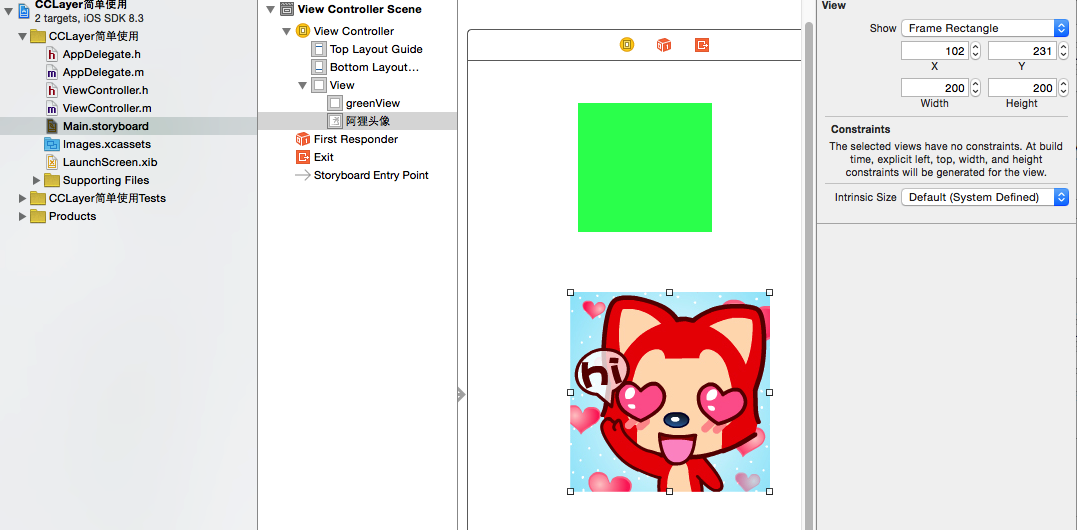 CCLayer简单使用
2 targets, iOS SDK 8.3
CCLayer简单使用
AppDelegate.h
AppDelegate.m
ViewController.h
ViewController.m
Main.storyboard
Images.xcassets
LaunchScreen.xib
Supporting Files
CCLayer简单使用Tests
Products
View Controller Scene
View Controller
Top Layout Guide
Bottom Layout...
View
greenView
阿狸头像
First Responder
Exit
Storyboard Entry Point
hi
View
Show Frame Rectangle
102 231
X Y
200 200
Width Height
Constraints
The selected views have no constraints. At build
time, explicit left, top, width, and height
constraints will be generated for the view.
Intrinsic Size Default (System Defined)